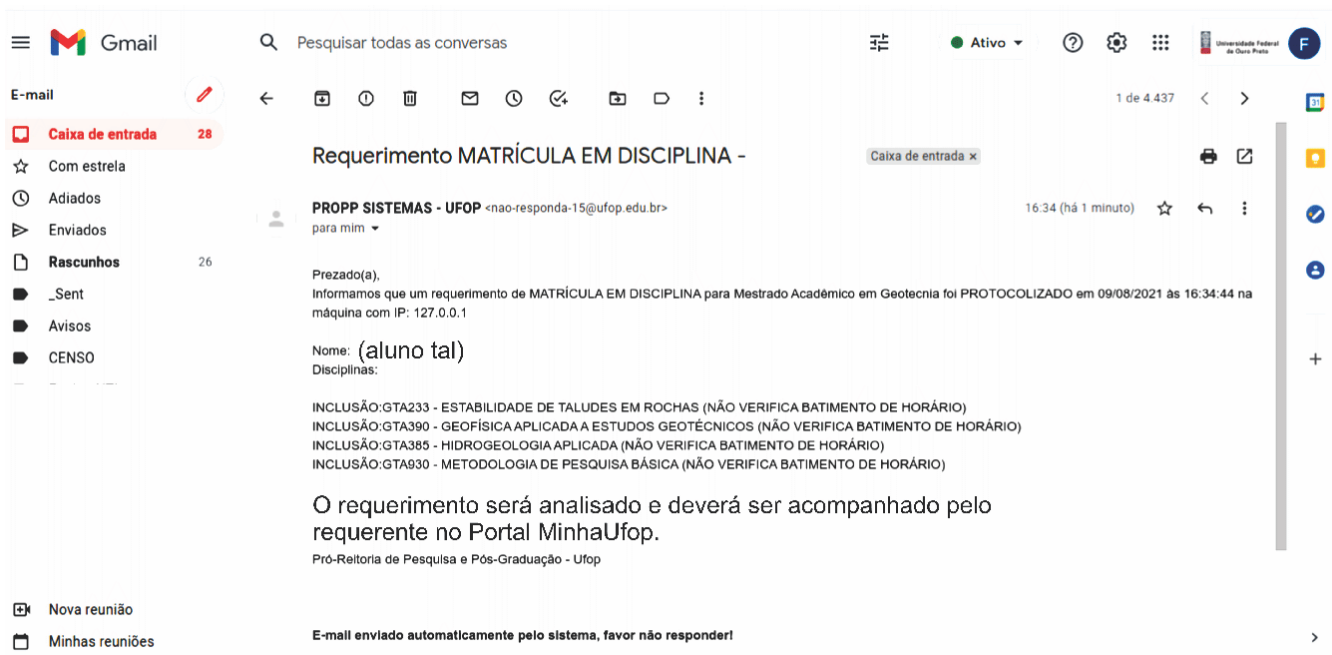 Gmail
Pesquisar todas as conversas
Ativo
Universidade Federal
de Ouro Preto
F
E-mail
1 de 4.437
31
Caixa de entrada 28
Com estrela
Adiados
Enviados
Rascunhos 26
_Sent
Avisos
CENSO
Nova reunião
Minhas reuniões
Requerimento MATRÍCULA EM DISCIPLINA -
Caixa de entrada ×
PROPP SISTEMAS - UFOP <nao-responda-15@ufop.edu.br>
16:34 (há 1 minuto)
para mim
Prezado(a),
Informamos que um requerimento de MATRÍCULA EM DISCIPLINA para Mestrado Acadêmico em Geotecnia foi PROTOCOLIZADO em 09/08/2021 às 16:34:44 na
máquina com IP: 127.0.0.1
Nome: (aluno tal)
Disciplinas:
INCLUSÃO:GTA233 - ESTABILIDADE DE TALUDES EM ROCHAS (NÃO VERIFICA BATIMENTO DE HORÁRIO)
INCLUSÃO:GTA390 - GEOFÍSICA APLICADA A ESTUDOS GEOTÉCNICOS (NÃO VERIFICA BATIMENTO DE HORÁRIO)
INCLUSÃO:GTA385 - HIDROGEOLOGIA APLICADA (NÃO VERIFICA BATIMENTO DE HORÁRIO)
INCLUSÃO:GTA930 - METODOLOGIA DE PESQUISA BÁSICA (NÃO VERIFICA BATIMENTO DE HORÁRIO)
O requerimento será analisado e deverá ser acompanhado pelo
requerente no Portal MinhaUfop.
Pró-Reitoria de Pesquisa e Pós-Graduação - Ufop
E-mail enviado automaticamente pelo sistema, favor não responder!